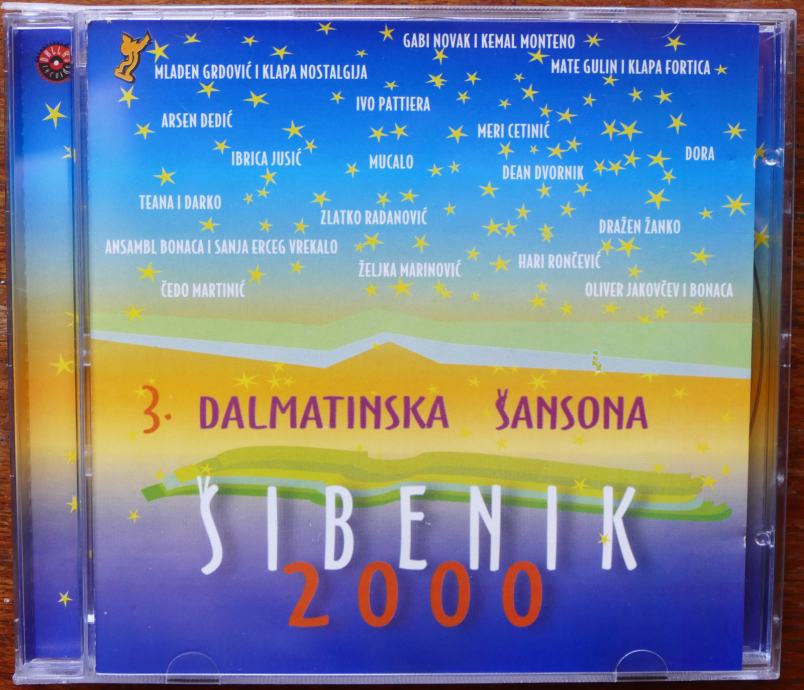 GABI NOVAK I KEMAL MONTENO
MLADEN GRDOVIĆ I KLAPA NOSTALGIJA
MATE GULIN I KLAPA FORTICA
IVO PATTIERA
ARSEN DEDIĆ
MERI CETINIĆ
IBRICA JUSIĆ
MUCALO
DORA
DEAN DVORNIK
TEANA I DARKO
ZLATKO RADANOVIĆ
DRAŽEN ŽANKO
ANSAMBL BONACA I SANJA ERCEG VREKALO
HARI RONČEVIĆ
ŽELJKA MARINOVIĆ
ČEDO MARTINIĆ
OLIVER JAKOVČEV I BONACA
3. DALMATINSKA ŠANSONA
ŠIBENIK
2000